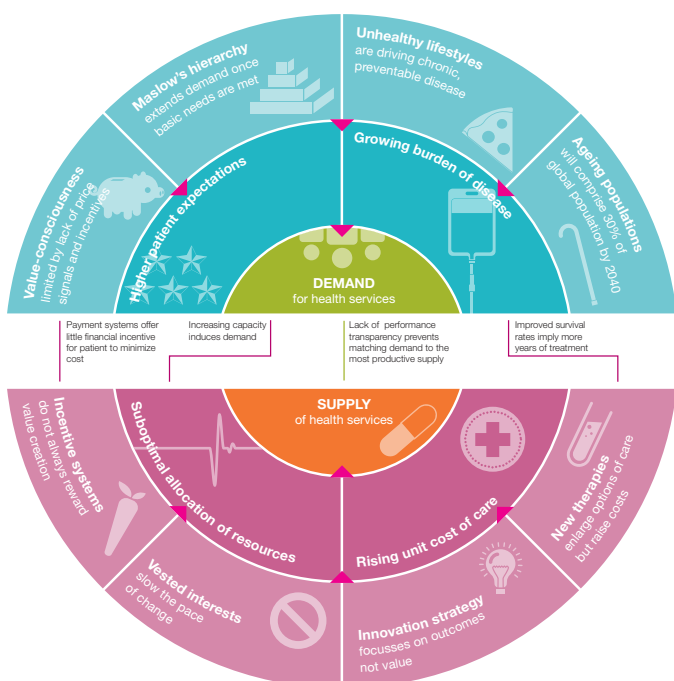 Unhealthy lifestyles
are driving chronic,
preventable disease
Maslow's hierarchy
extends demand once
basic needs are met
Value-consciousness
limited by lack of price
signals and incentives
Ageing populations
will comprise 30% of
global population by 2040
Higher patient expectations
Growing burden of disease
DEMAND
for health services
Payment systems offer
little financial incentive
for patient to minimize
cost
Increasing capacity
induces demand
Lack of performance
transparency prevents
matching demand to the
most productive supply
Improved survival
rates imply more
years of treatment
SUPPLY
of health services
Suboptimal allocation of resources
Rising unit cost of care
Incentive systems
do not always reward
value creation
Vested interests
slow the pace
of change
Innovation strategy
focusses on outcomes
not value
New therapies
enlarge options of care
but raise costs